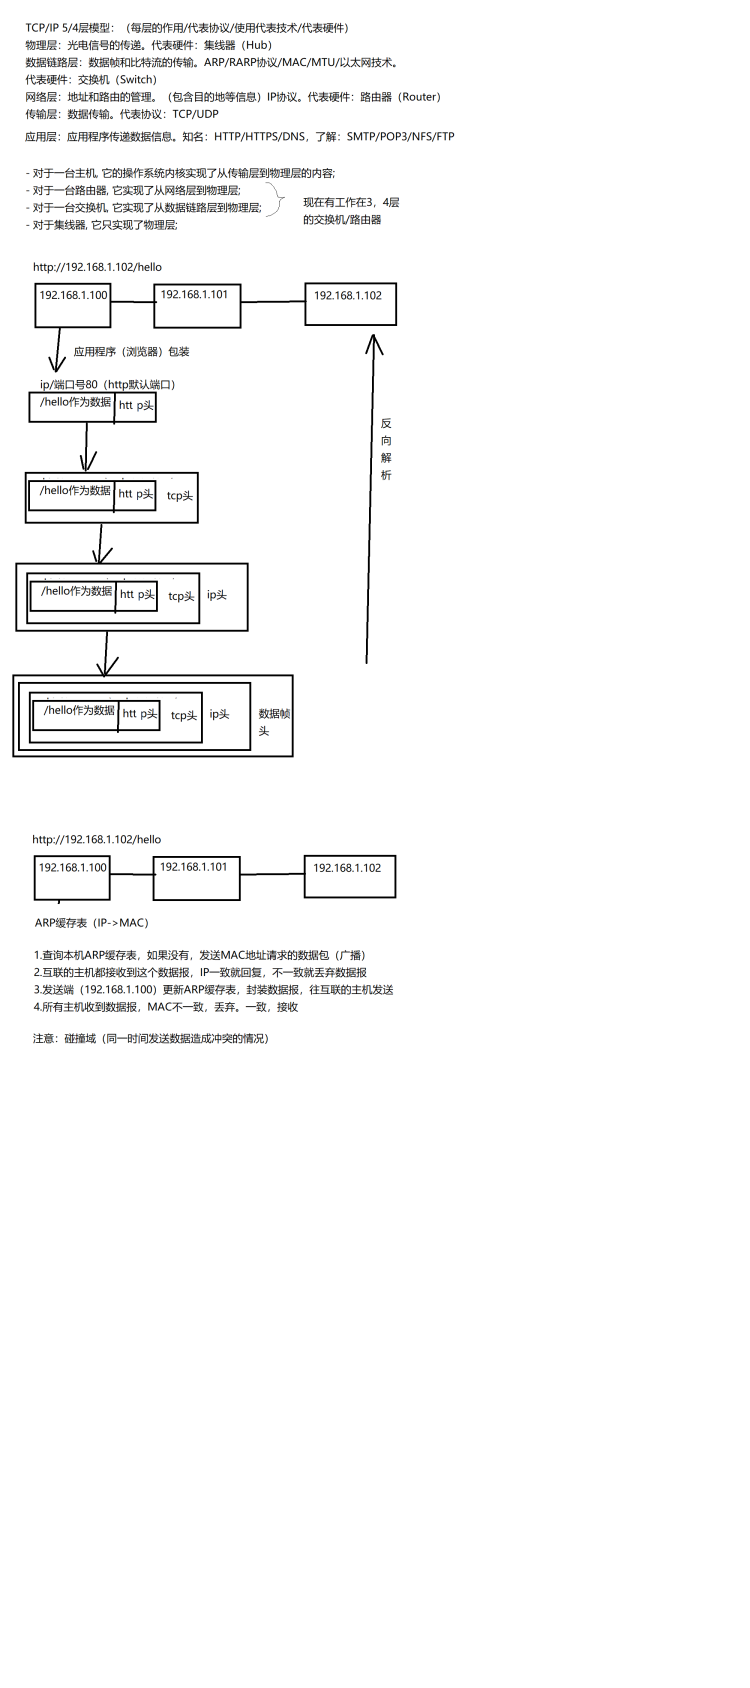 TCP/IP 5/4层模型：（每层的作用/代表协议/使用代表技术/代表硬件）
物理层：光电信号的传递。代表硬件：集线器（Hub）
数据链路层：数据帧和比特流的传输。ARP/RARP协议/MAC/MTU/以太网技术。
代表硬件：交换机（Switch）
网络层：地址和路由的管理。（包含目的地等信息）IP协议。代表硬件：路由器（Router）
传输层：数据传输。代表协议：TCP/UDP
应用层：应用程序传递数据信息。知名：HTTP/HTTPS/DNS，了解：SMTP/POP3/NFS/FTP
- 对于一台主机, 它的操作系统内核实现了从传输层到物理层的内容;
- 对于一台路由器, 它实现了从网络层到物理层;
- 对于一台交换机, 它实现了从数据链路层到物理层;
- 对于集线器, 它只实现了物理层;
现在有工作在3，4层
的交换机/路由器
http://192.168.1.102/hello
192.168.1.100
192.168.1.101
192.168.1.102
应用程序（浏览器）包装
ip/端口号80（http默认端口）
/hello作为数据
htt p头
反
向
解
析
/hello作为数据
htt p头
tcp头
/hello作为数据
htt p头
tcp头
ip头
/hello作为数据
htt p头
tcp头
ip头
数据帧
头
http://192.168.1.102/hello
192.168.1.100
192.168.1.101
192.168.1.102
ARP缓存表（IP->MAC）
1.查询本机ARP缓存表，如果没有，发送MAC地址请求的数据包（广播）
2.互联的主机都接收到这个数据报，IP一致就回复，不一致就丢弃数据报
3.发送端（192.168.1.100）更新ARP缓存表，封装数据报，往互联的主机发送
4.所有主机收到数据报，MAC不一致，丢弃。一致，接收
注意：碰撞域（同一时间发送数据造成冲突的情况）